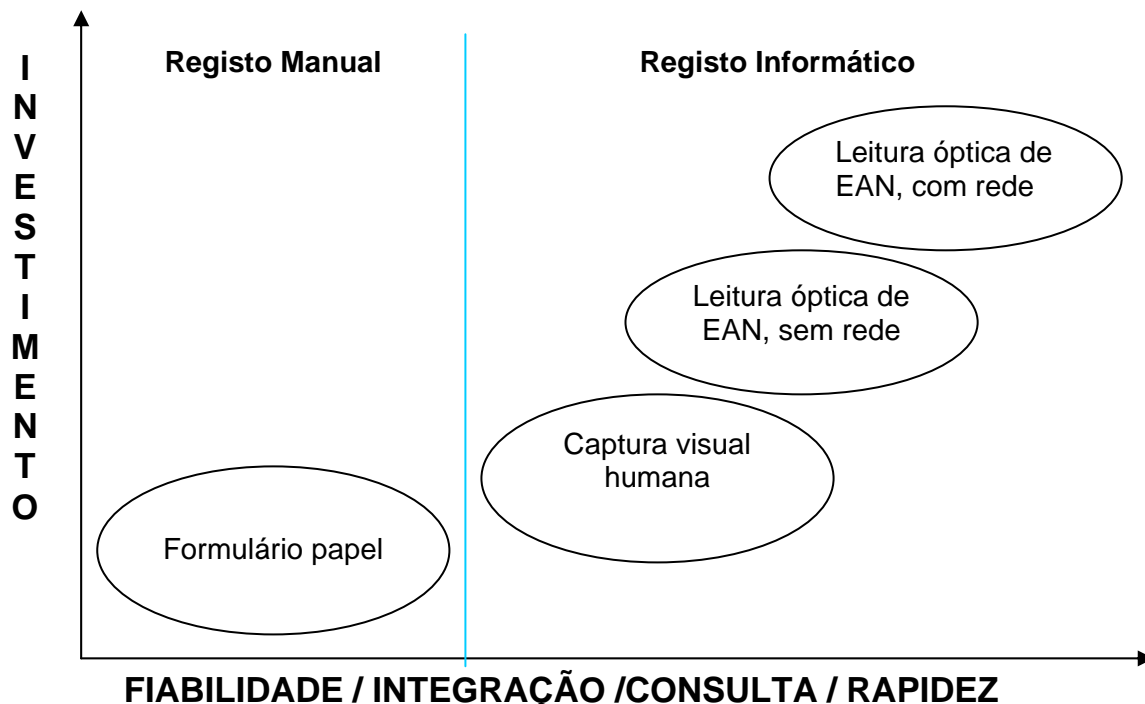 INVESTIMENTO
Registo Manual
Registo Informático
Leitura óptica de
EAN, com rede
Leitura óptica de
EAN, sem rede
Captura visual
humana
Formulário papel
FIABILIDADE / INTEGRAÇÃO /CONSULTA / RAPIDEZ